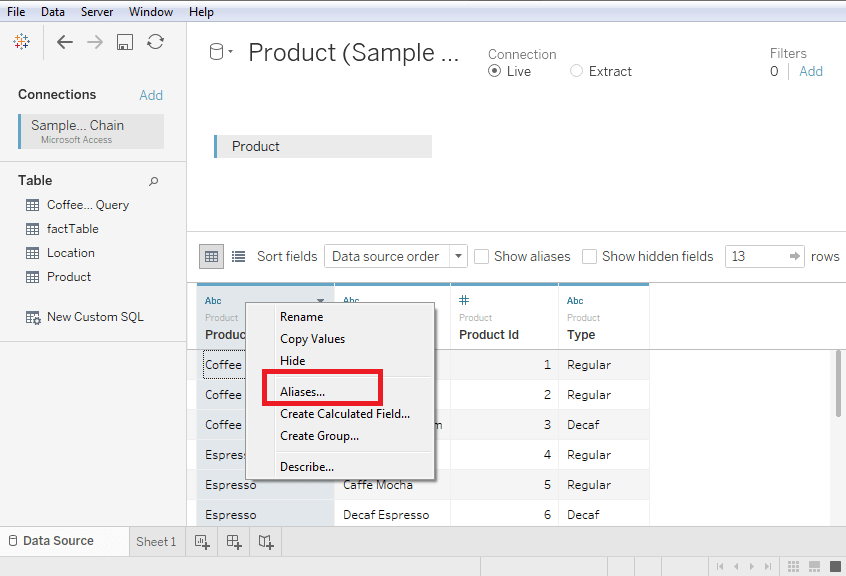 File Data Server Window Help
Product (Sample ...
Connection
Live Extract
Filters
0 Add
Connections Add
Sample... Chain
Microsoft Access
Product
Table
Coffee... Query
factTable
Location
Product
New Custom SQL
Sort fields Data source order Show aliases Show hidden fields 13 rows
Abc Abc # Abc
Product Product Product
Produc Product Id Type
Rename
Copy Values
Hide
Aliases...
Create Calculated Field...
Create Group...
Describe...
Coffee 1 Regular
Coffee 2 Regular
Coffee m 3 Decaf
Espres 4 Regular
Espresso Caffe Mocha 5 Regular
Espresso Decaf Espresso 6 Decaf
Data Source Sheet 1